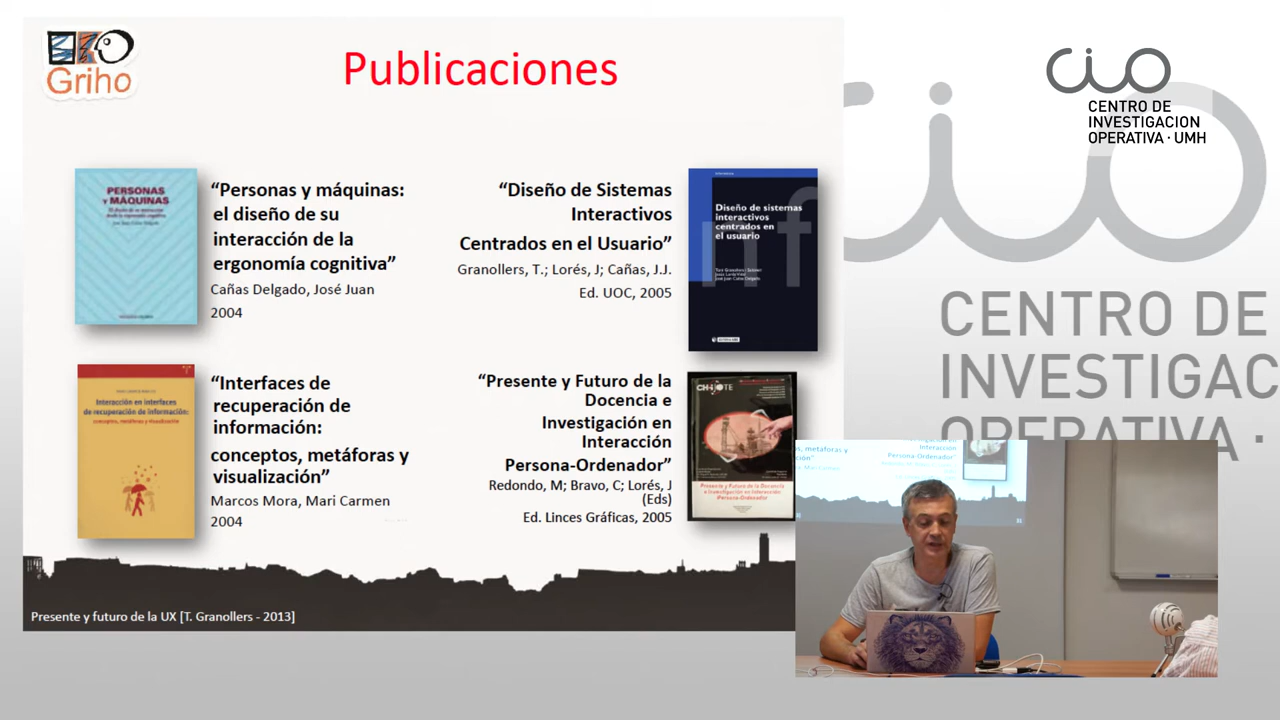 Griho
Publicaciones
PERSONAS
y MÁQUINAS
“Personas y máquinas:
el diseño de su
interacción de la
ergonomía cognitiva”
Cañas Delgado, José Juan
2004
“Diseño de Sistemas
Interactivos
Centrados en el Usuario”
Granollers, T.; Lorés, J; Cañas, J.J.
Ed. UOC, 2005
Diseño de sistemas
interactivos
centrados en
el usuario
Interacción en interfaces
de recuperación de información:
conceptos, metáforas y visualización
“Interfaces de
recuperación de
información:
conceptos, metáforas y
visualización”
Marcos Mora, Mari Carmen
2004
“Presente y Futuro de la
Docencia e
Investigación en
Interacción
Persona-Ordenador”
Redondo, M; Bravo, C; Lorés, J
(Eds)
Ed. Linces Gráficas, 2005
Presente y Futuro de la Docencia
e Investigación en Interacción
Persona-Ordenador
Presente y futuro de la UX [T. Granollers - 2013]
cio
CENTRO DE
INVESTIGACION
OPERATIVA · UMH
CENTRO DE
INVESTIGAC
OPERATIVA ·